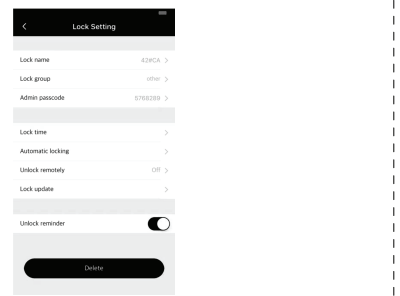 Lock Setting
Lock name 42#CA
Lock group other
Admin passcode 5768289
Lock time
Automatic locking
Unlock remotely Off
Lock update
Unlock reminder
Delete